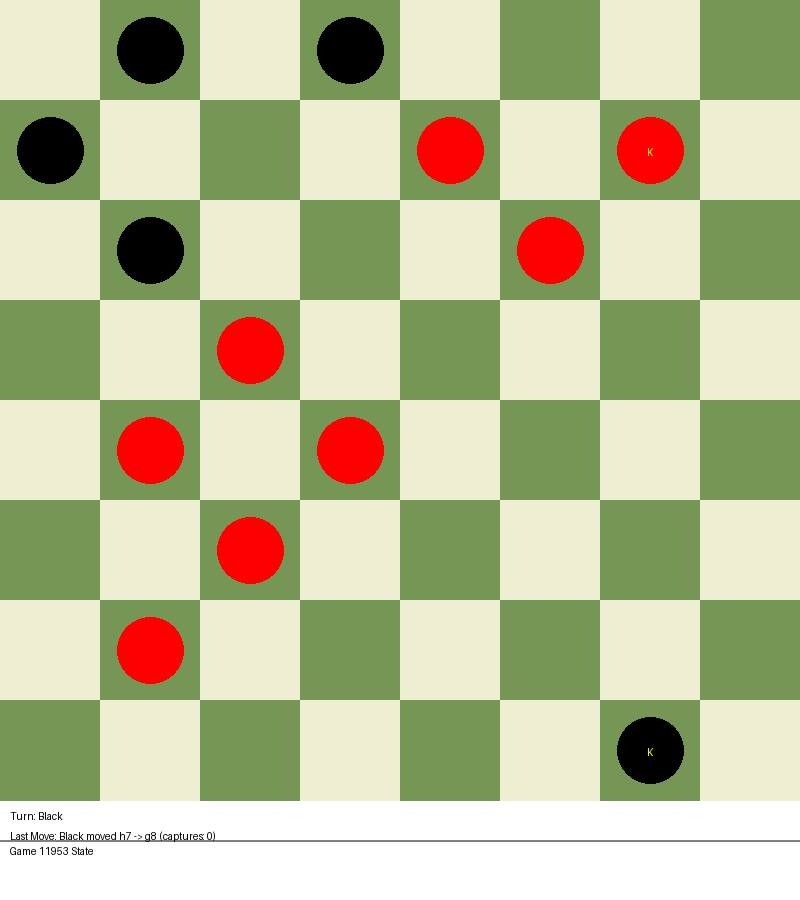 K
K
Turn: Black
Last Move: Black moved h7 -> g8 (captures: 0)
Game 11953 State